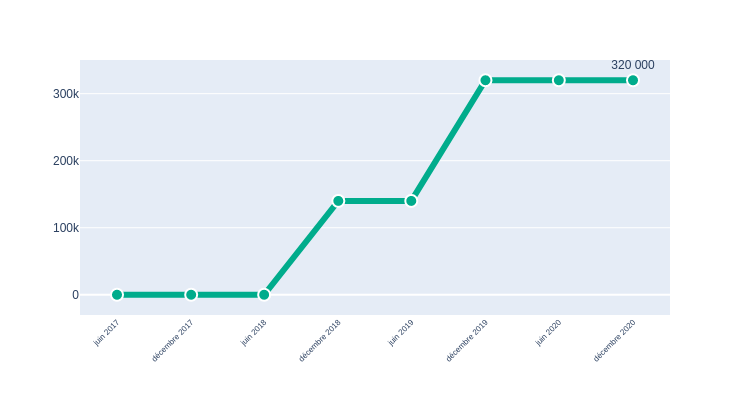 320 000
300k
200k
100k
0
juin 2017
décembre 2017
juin 2018
décembre 2018
juin 2019
décembre 2019
juin 2020
décembre 2020